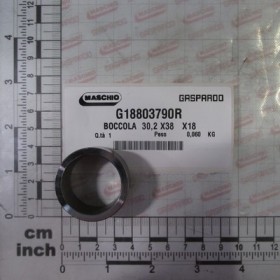 MASCHIO GASPARDO
G18803790R
BOCCOLA 30,2 X38 X18
Q.tà 1 Peso 0,060 KG
cm
inch